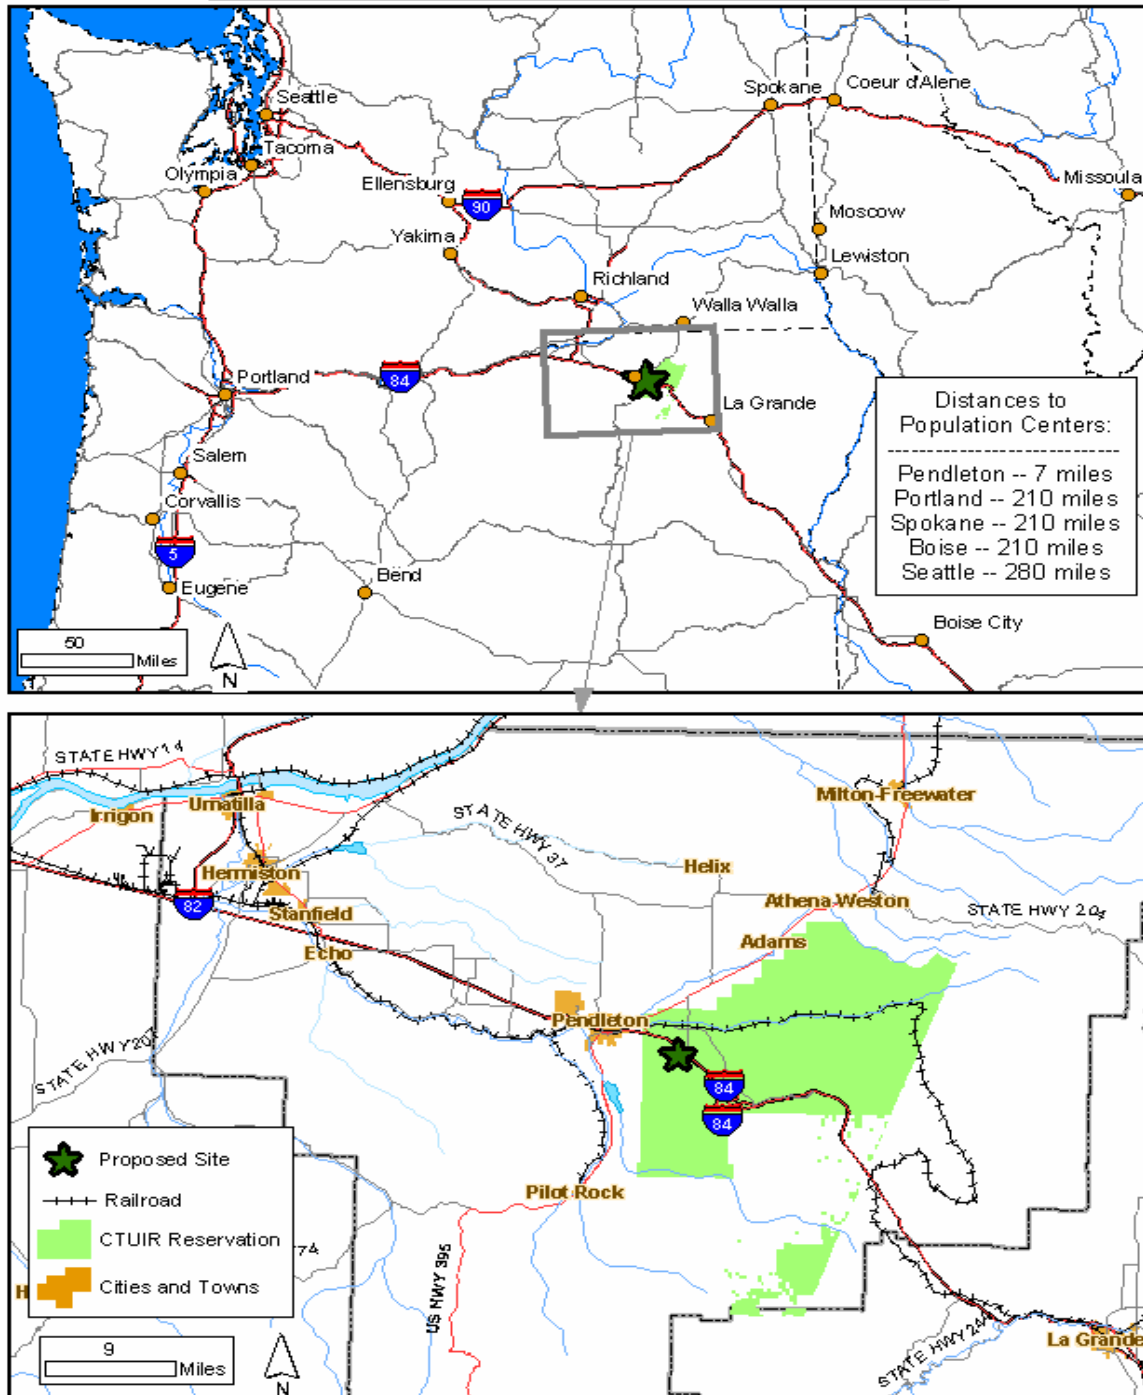 Seattle
Tacoma
Olympia
Ellensburg
90
Yakima
Spokane
Coeur d'Alene
Missoula
Moscow
Lewiston
Richland
Walla Walla
Portland
84
La Grande
Salem
Corvallis
5
Eugene
Bend
Boise City
Distances to
Population Centers:
Pendleton -- 7 miles
Portland -- 210 miles
Spokane -- 210 miles
Boise -- 210 miles
Seattle -- 280 miles
50
Miles
N
STATE HWY 14
Irrigon
Umatilla
Hermiston
82
Stanfield
Echo
STATE HWY 37
Helix
Milton-Freewater
Athena Weston
STATE HWY 204
Adams
Pendleton
84
84
STATE HWY 207
Pilot Rock
US HWY 395
74
H
STATE HWY 244
La Grande
Proposed Site
Railroad
CTUIR Reservation
Cities and Towns
9
Miles
N